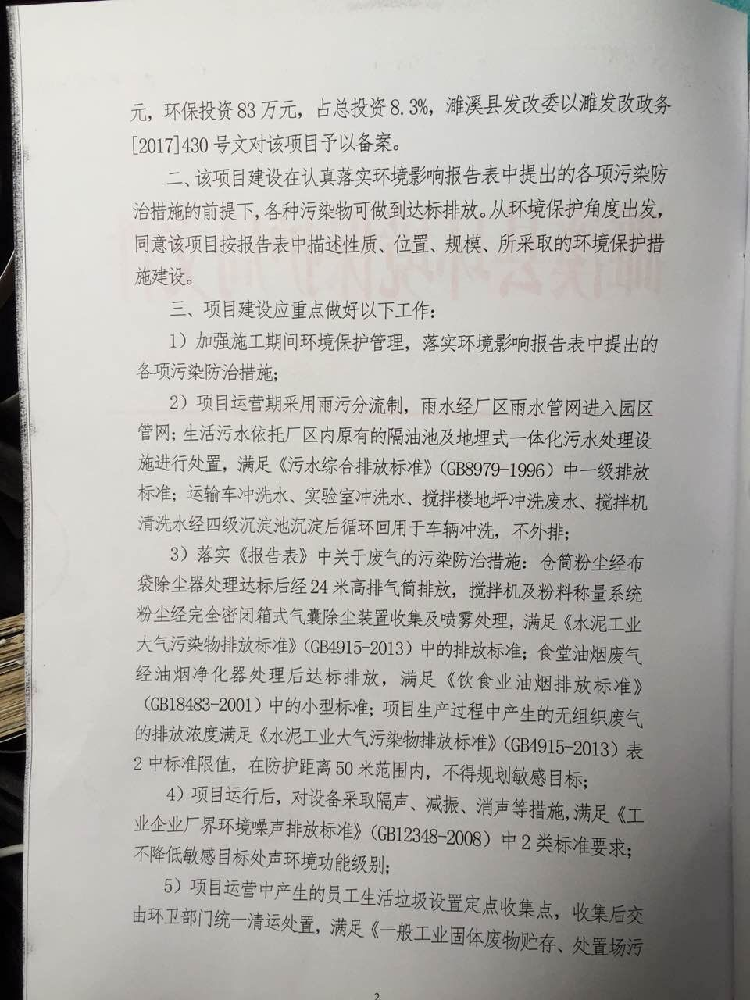 元，环保投资83万元，占总投资8.3%，濉溪县发改委以濉发改政务
[2017]430号文对该项目予以备案。
二、该项目建设在认真落实环境影响报告表中提出的各项污染防
治措施的前提下，各种污染物可做到达标排放。从环境保护角度出发，
同意该项目按报告表中描述性质、位置、规模、所采取的环境保护措
施建设。
三、项目建设应重点做好以下工作：
1）加强施工期间环境保护管理，落实环境影响报告表中提出的
各项污染防治措施；
2）项目运营期采用雨污分流制，雨水经厂区雨水管网进入园区
管网；生活污水依托厂区内原有的隔油池及地埋式一体化污水处理设
施进行处置，满足《污水综合排放标准》（GB8979-1996）中一级排放
标准；运输车冲洗水、实验室冲洗水、搅拌楼地坪冲洗废水、搅拌机
清洗水经四级沉淀池沉淀后循环回用于车辆冲洗，不外排；
3）落实《报告表》中关于废气的污染防治措施：仓筒粉尘经布
袋除尘器处理达标后经24米高排气筒排放，搅拌机及粉料称量系统
粉尘经完全密闭箱式气囊除尘装置收集及喷雾处理，满足《水泥工业
大气污染物排放标准》（GB4915-2013）中的排放标准；食堂油烟废气
经油烟净化器处理后达标排放，满足《饮食业油烟排放标准》
（GB18483-2001）中的小型标准；项目生产过程中产生的无组织废气
的排放浓度满足《水泥工业大气污染物排放标准》（GB4915-2013）表
2中标准限值，在防护距离50米范围内，不得规划敏感目标；
4）项目运行后，对设备采取隔声、减振、消声等措施,满足《工
业企业厂界环境噪声排放标准》（GB12348-2008）中2类标准要求；
不降低敏感目标处声环境功能级别；
5）项目运营中产生的员工生活垃圾设置定点收集点，收集后交
由环卫部门统一清运处置，满足《一般工业固体废物贮存、处置场污
2